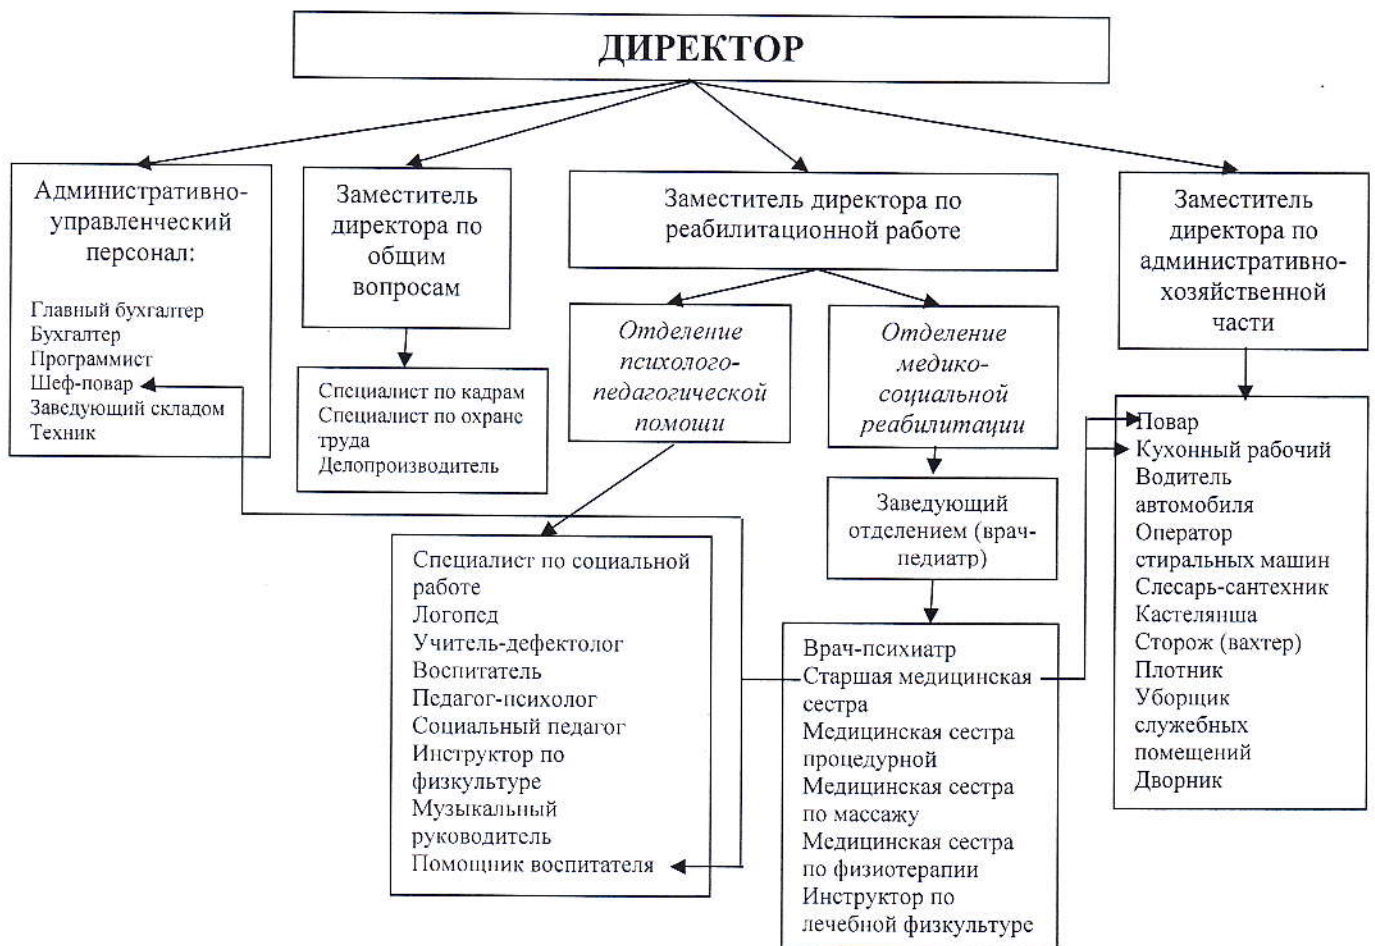 ДИРЕКТОР
Административно-
управленческий
персонал:
Главный бухгалтер
Бухгалтер
Программист
Шеф-повар
Заведующий складом
Техник
Заместитель
директора по
общим
вопросам
Специалист по кадрам
Специалист по охране
труда
Делопроизводитель
Заместитель директора по
реабилитационной работе
Отделение
психолого-
педагогической
помощи
Специалист по социальной
работе
Логопед
Учитель-дефектолог
Воспитатель
Педагог-психолог
Социальный педагог
Инструктор по
физкультуре
Музыкальный
руководитель
Помощник воспитателя
Отделение
медико-
социальной
реабилитации
Заведующий
отделением (врач-
педиатр)
Врач-психиатр
Старшая медицинская
сестра
Медицинская сестра
процедурной
Медицинская сестра
по массажу
Медицинская сестра
по физиотерапии
Инструктор по
лечебной физкультуре
Заместитель
директора по
административно-
хозяйственной
части
Повар
Кухонный рабочий
Водитель
автомобиля
Оператор
стиральных машин
Слесарь-сантехник
Кастелянша
Сторож (вахтер)
Плотник
Уборщик
служебных
помещений
Дворник